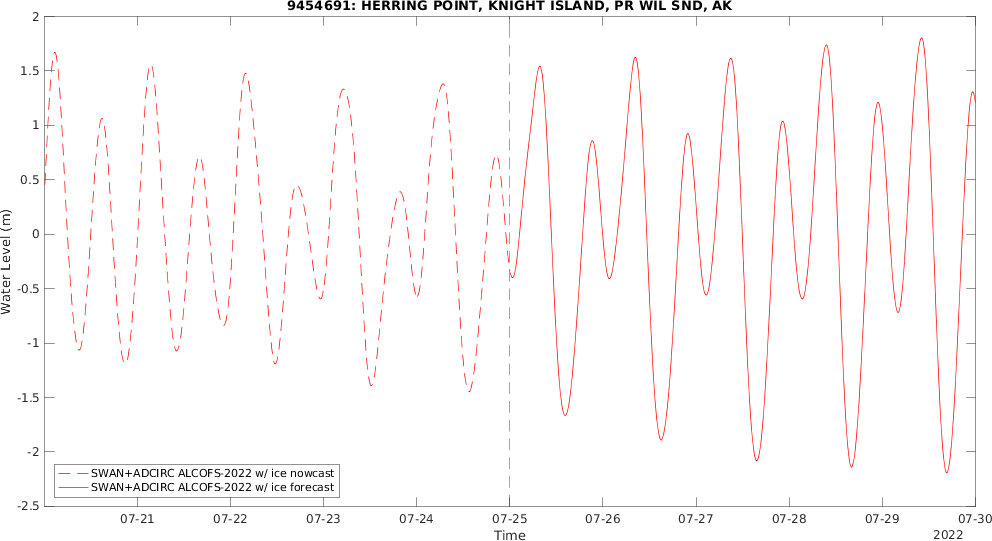 9454691: HERRING POINT, KNIGHT ISLAND, PR WIL SND, AK
2
1.5
1
0.5
0
-0.5
-1
-1.5
-2
-2.5
Water Level (m)
SWAN+ADCIRC ALCOFS-2022 w/ ice nowcast
SWAN+ADCIRC ALCOFS-2022 w/ ice forecast
07-21 07-22 07-23 07-24 07-25 07-26 07-27 07-28 07-29 07-30
Time
2022